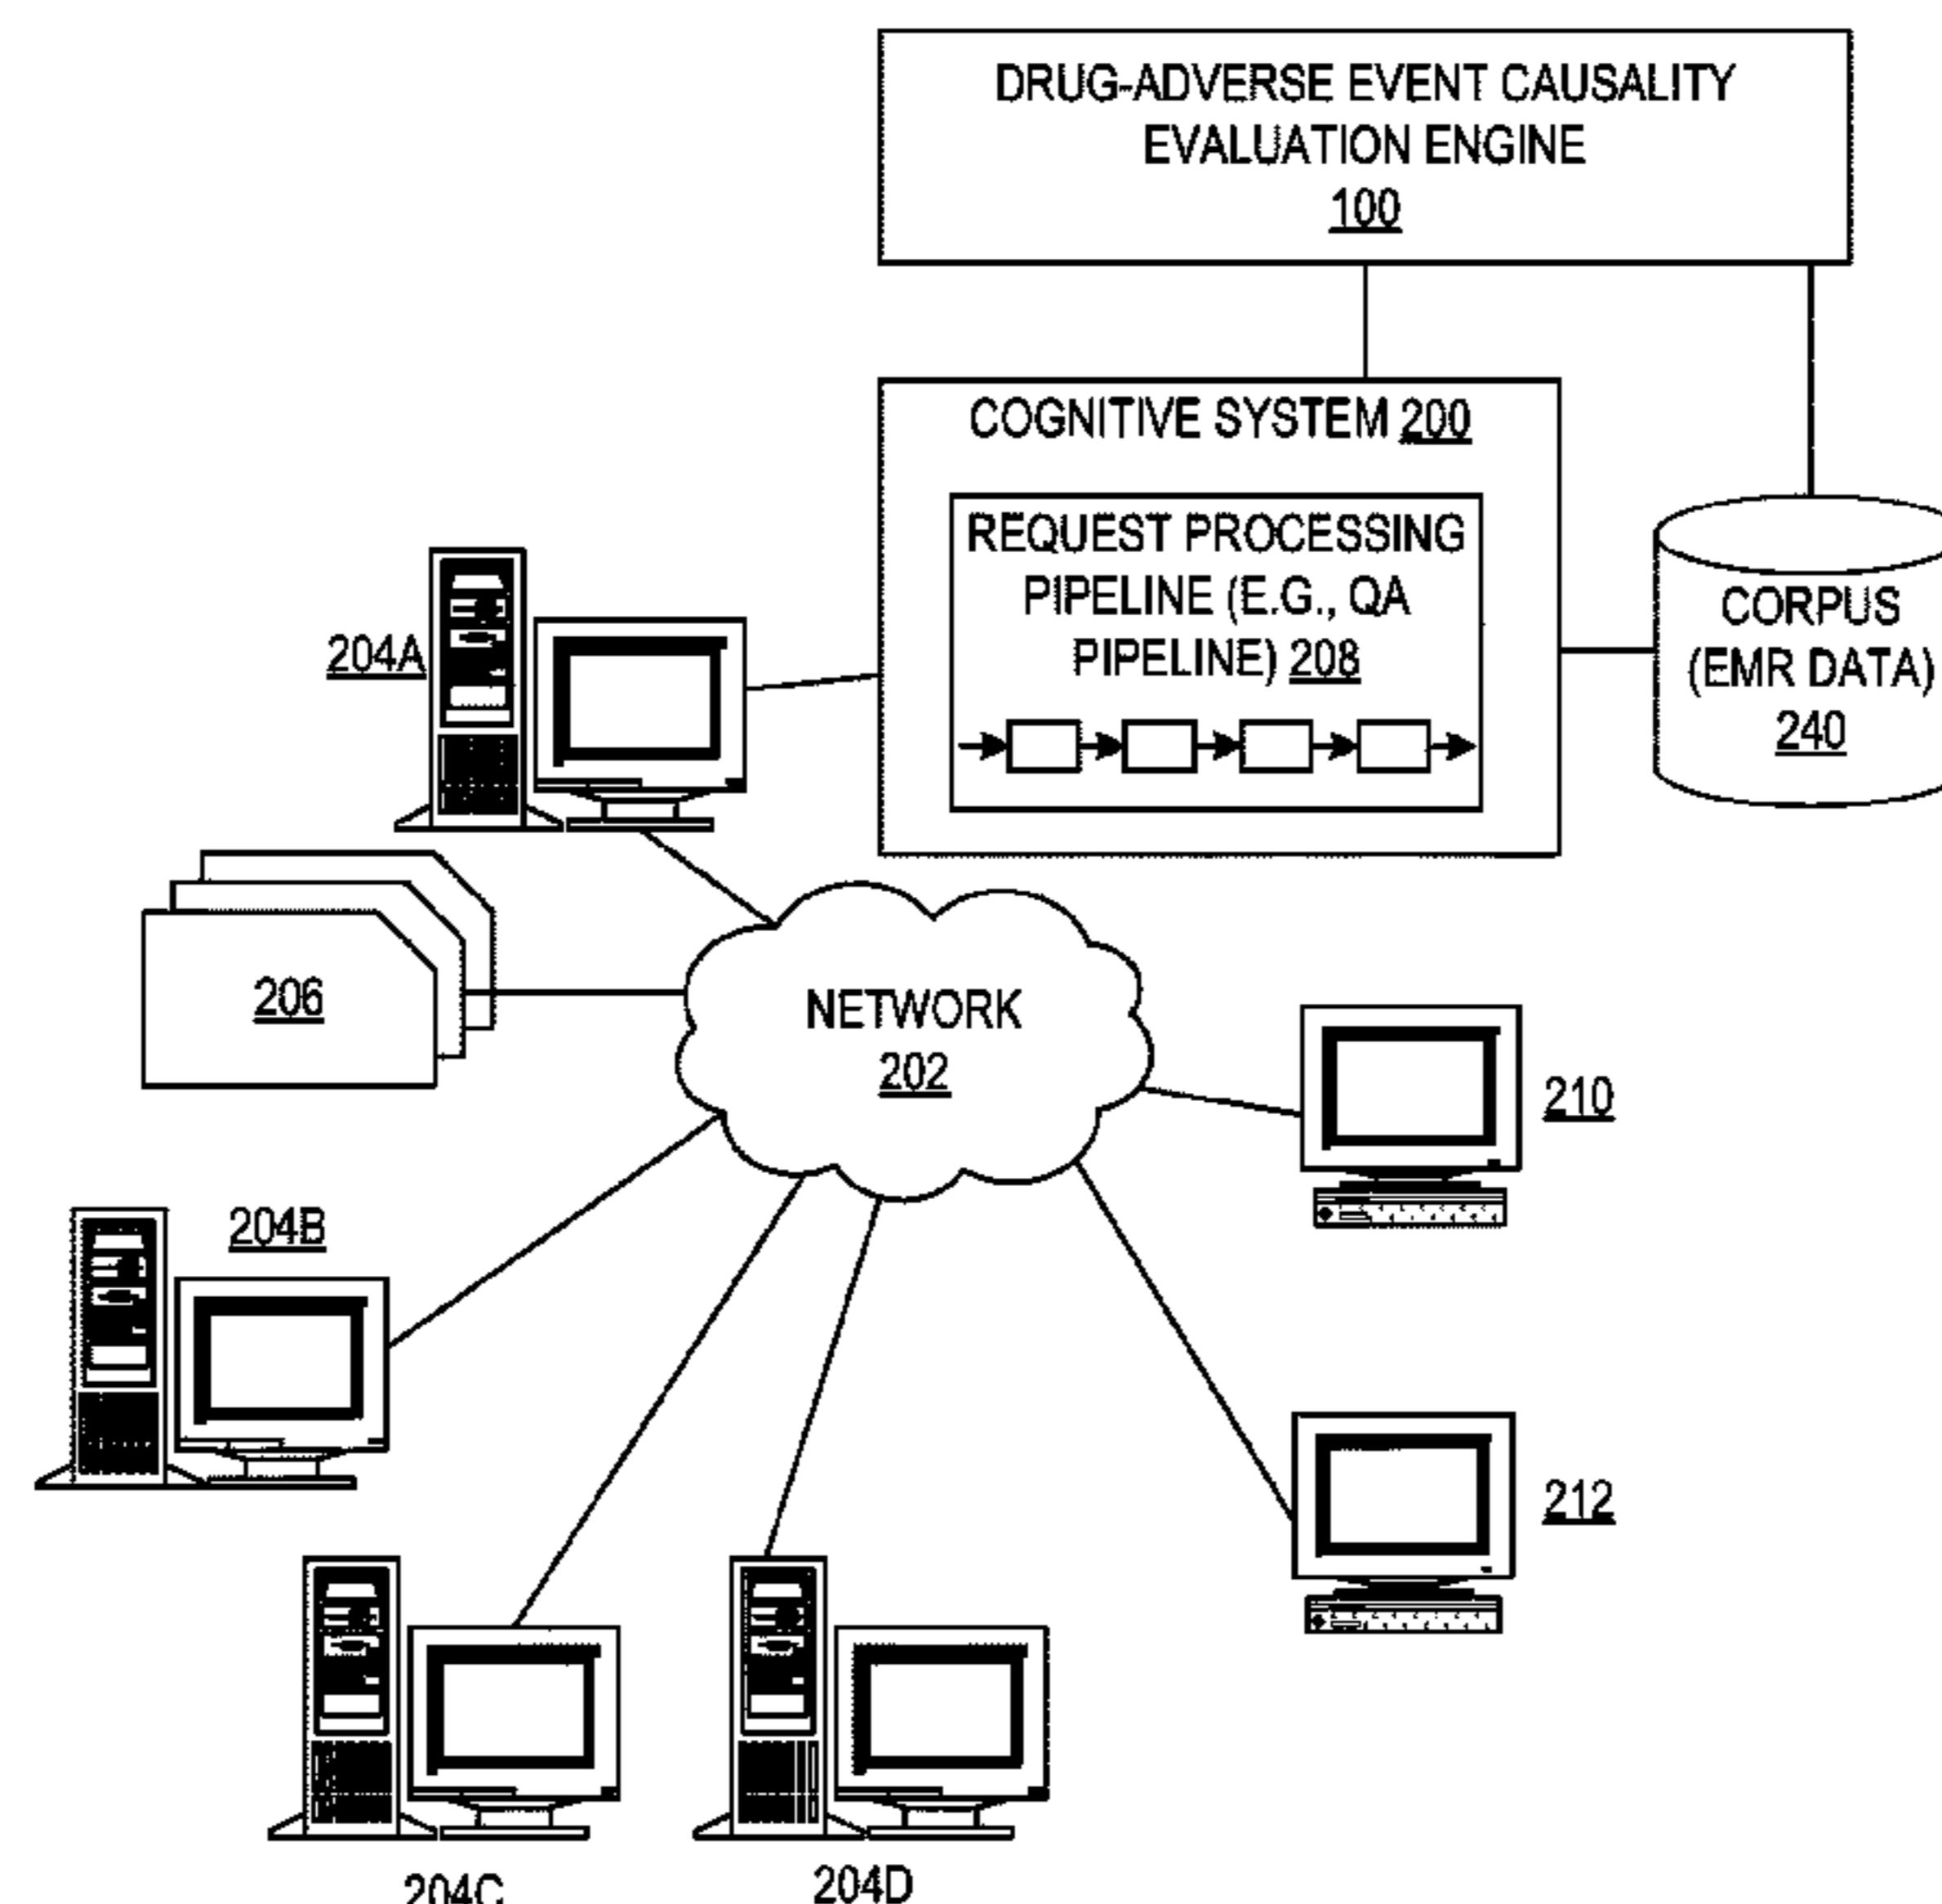 DRUG-ADVERSE EVENT CAUSALITY
EVALUATION ENGINE
100
COGNITIVE SYSTEM 200
REQUEST PROCESSING
PIPELINE (E.G., QA
PIPELINE) 208
CORPUS
(EMR DATA)
240
204A
206
NETWORK
202
210
204B
212
204C
204D